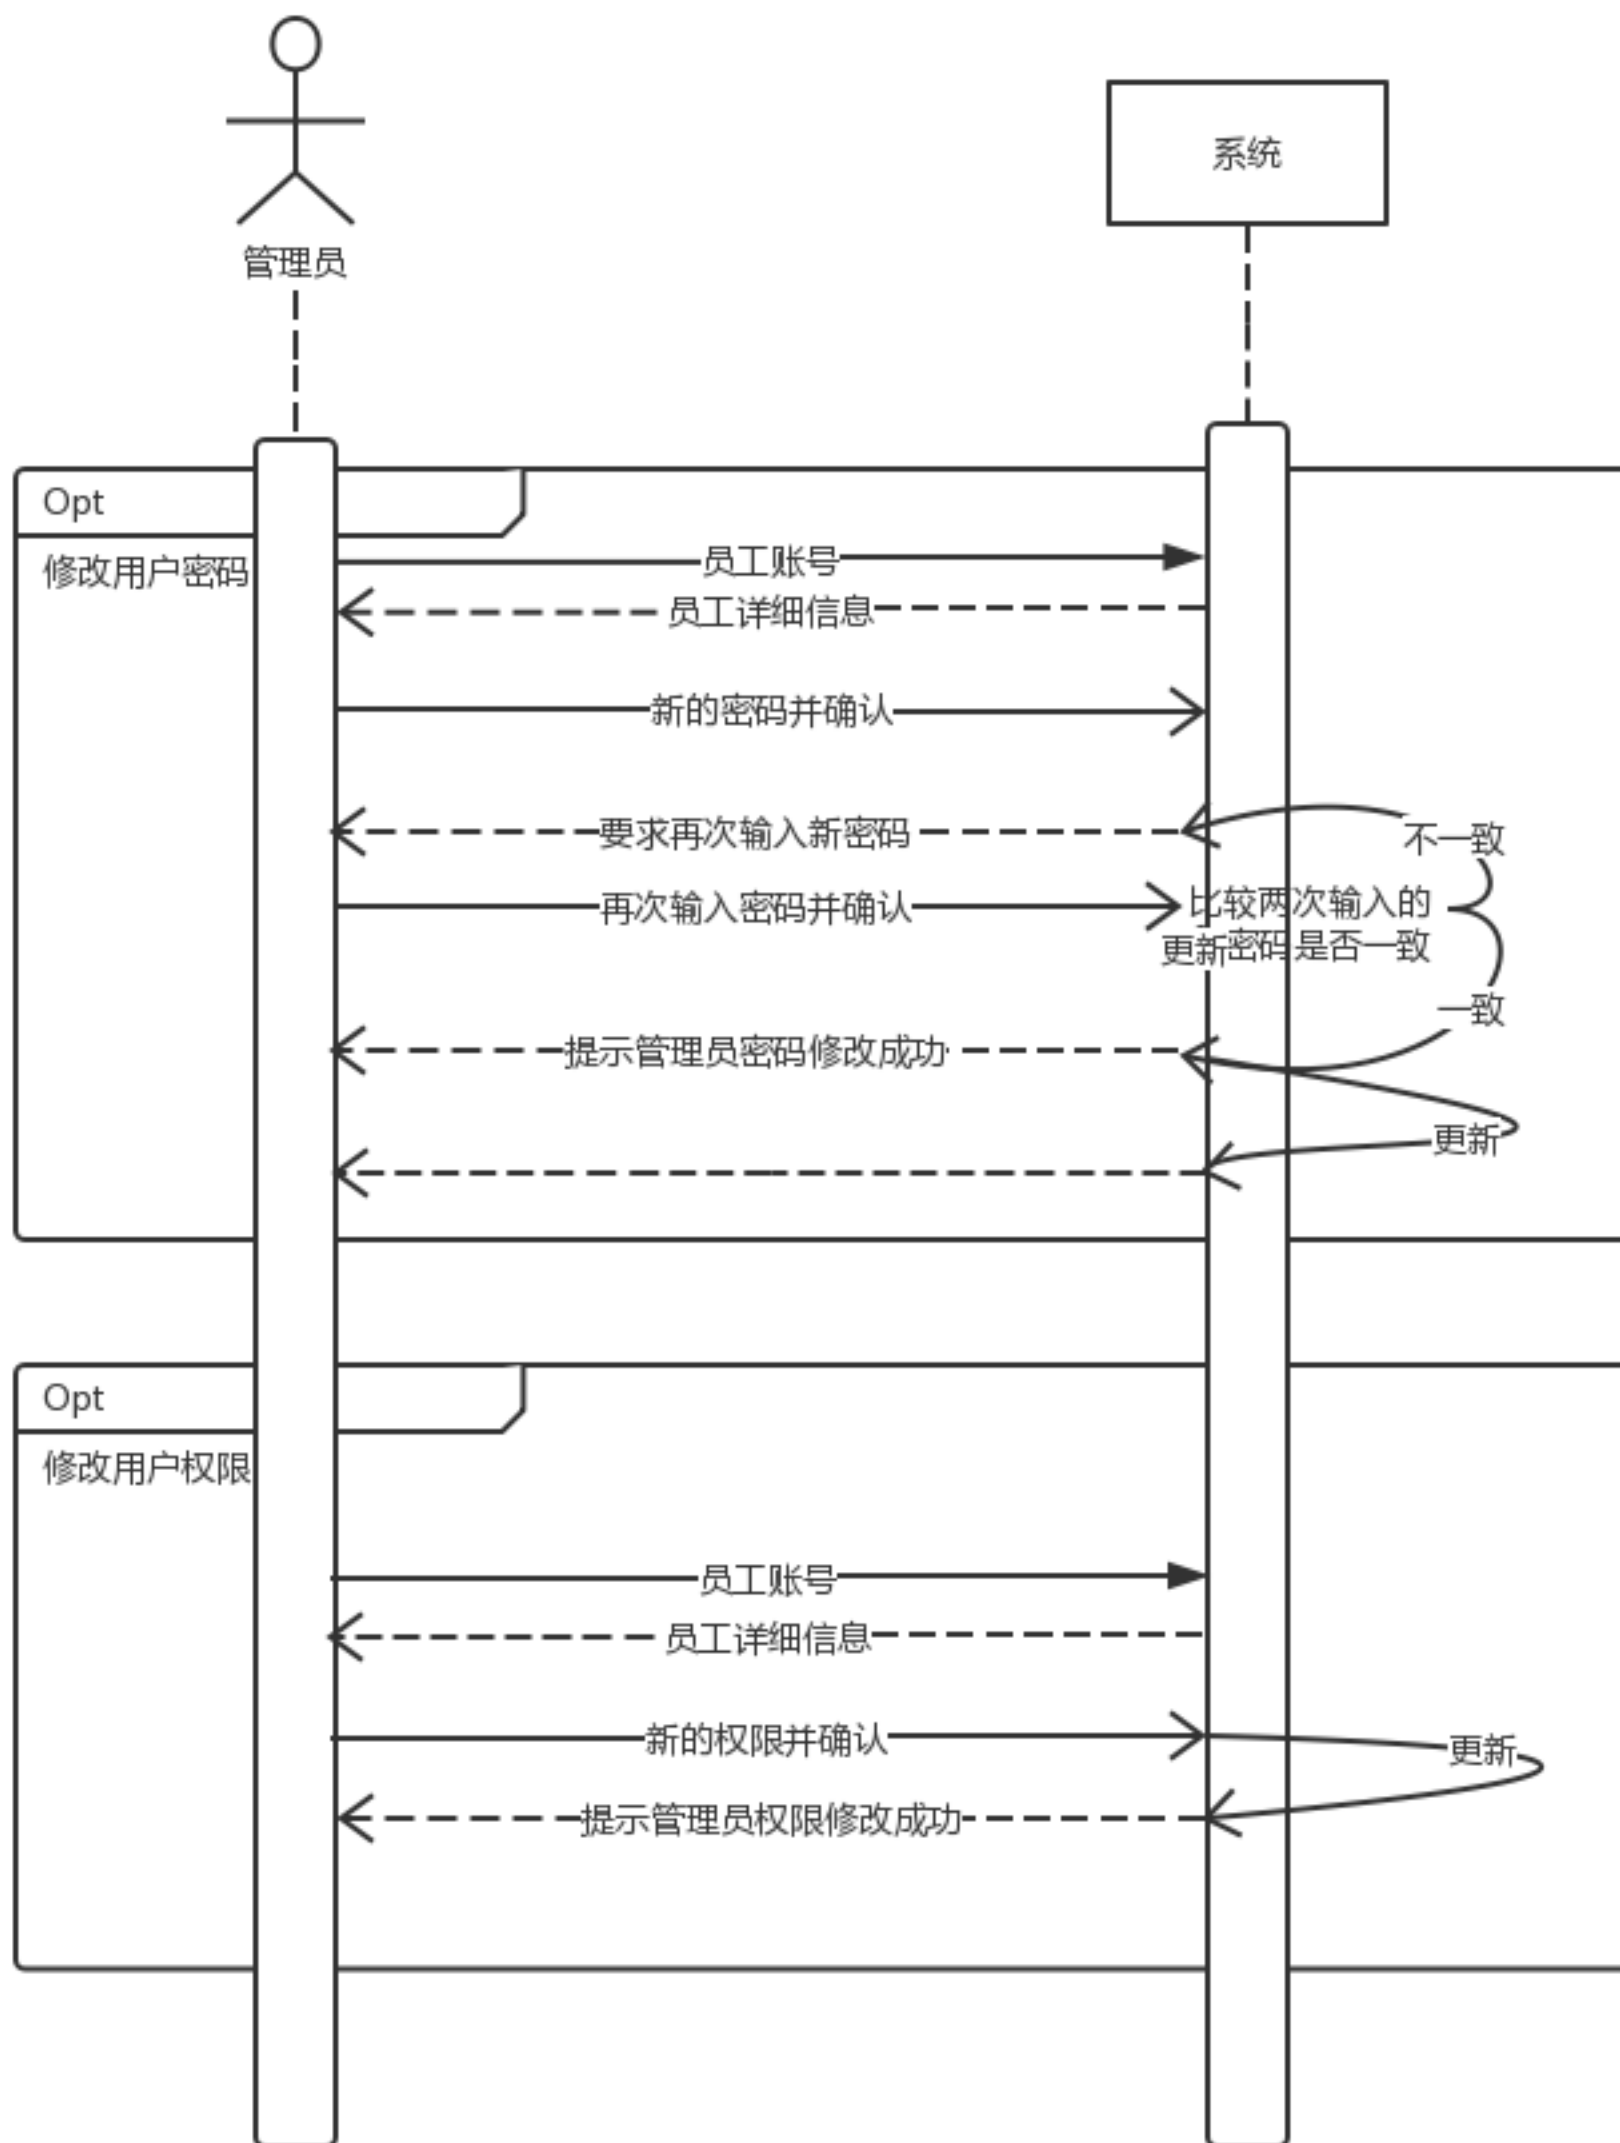 系统
管理员
Opt
修改用户密码
员工账号
员工详细信息
新的密码并确认
要求再次输入新密码
不一致
再次输入密码并确认
比较两次输入的
密码是否一致
更新
一致
提示管理员密码修改成功
更新
Opt
修改用户权限
员工账号
员工详细信息
新的权限并确认
更新
提示管理员权限修改成功